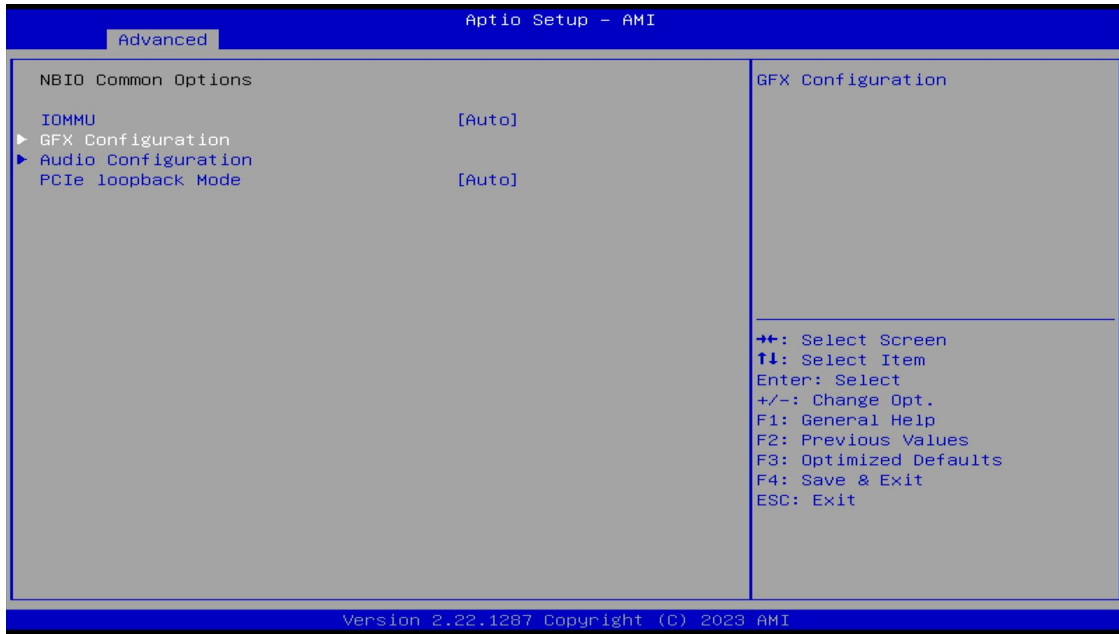 Aptio Setup – AMI
Advanced
NBIO Common Options
IOMMU [Auto]
► GFX Configuration
► Audio Configuration
PCIe loopback Mode [Auto]
GFX Configuration
→←: Select Screen
↑↓: Select Item
Enter: Select
+/-: Change Opt.
F1: General Help
F2: Previous Values
F3: Optimized Defaults
F4: Save & Exit
ESC: Exit
Version 2.22.1287 Copyright (C) 2023 AMI